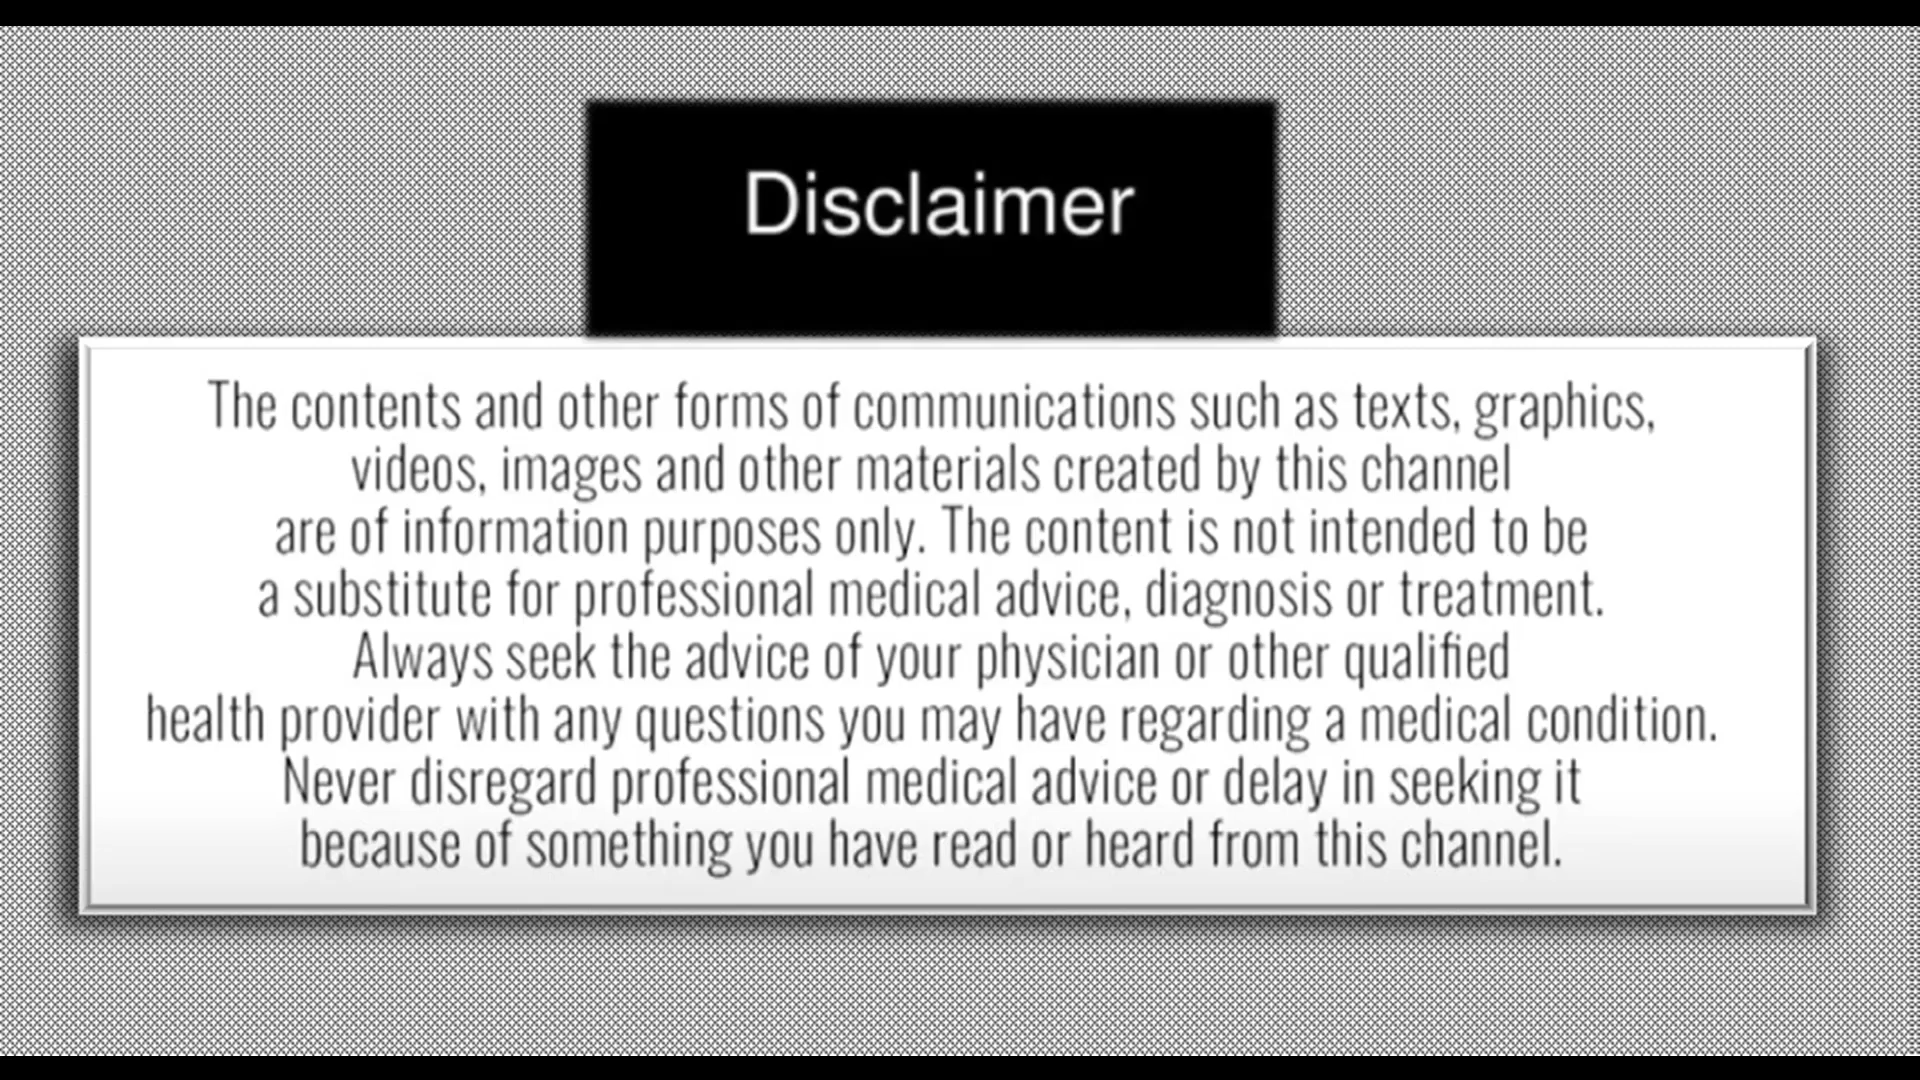 Disclaimer
The contents and other forms of communications such as texts, graphics,
videos, images and other materials created by this channel
are of information purposes only. The content is not intended to be
a substitute for professional medical advice, diagnosis or treatment.
Always seek the advice of your physician or other qualified
health provider with any questions you may have regarding a medical condition.
Never disregard professional medical advice or delay in seeking it
because of something you have read or heard from this channel.